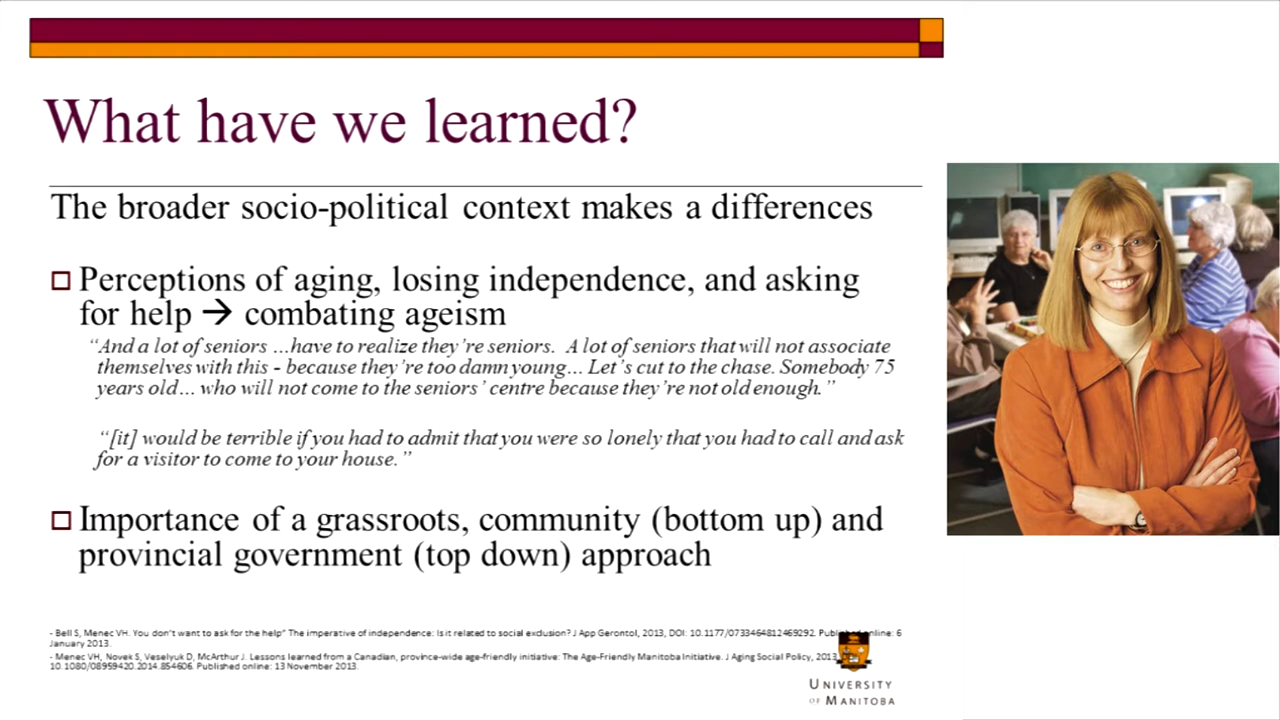 What have we learned?
The broader socio-political context makes a differences
Perceptions of aging, losing independence, and asking
for help → combating ageism
“And a lot of seniors …have to realize they’re seniors. A lot of seniors that will not associate
themselves with this - because they’re too damn young… Let’s cut to the chase. Somebody 75
years old… who will not come to the seniors’ centre because they’re not old enough.”
“[it] would be terrible if you had to admit that you were so lonely that you had to call and ask
for a visitor to come to your house.”
Importance of a grassroots, community (bottom up) and
provincial government (top down) approach
- Bell S, Menec VH. You don’t want to ask for the help” The imperative of independence: Is it related to social exclusion? J App Gerontol, 2013, DOI: 10.1177/0733464812469292. Published online: 6
January 2013.
- Menec VH, Novek S, Veselyuk D, McArthur J. Lessons learned from a Canadian, province-wide age-friendly initiative: The Age-Friendly Manitoba Initiative. J Aging Social Policy, 2013,
10.1080/08959420.2014.854606. Published online: 13 November 2013.
UNIVERSITY
OF MANITOBA